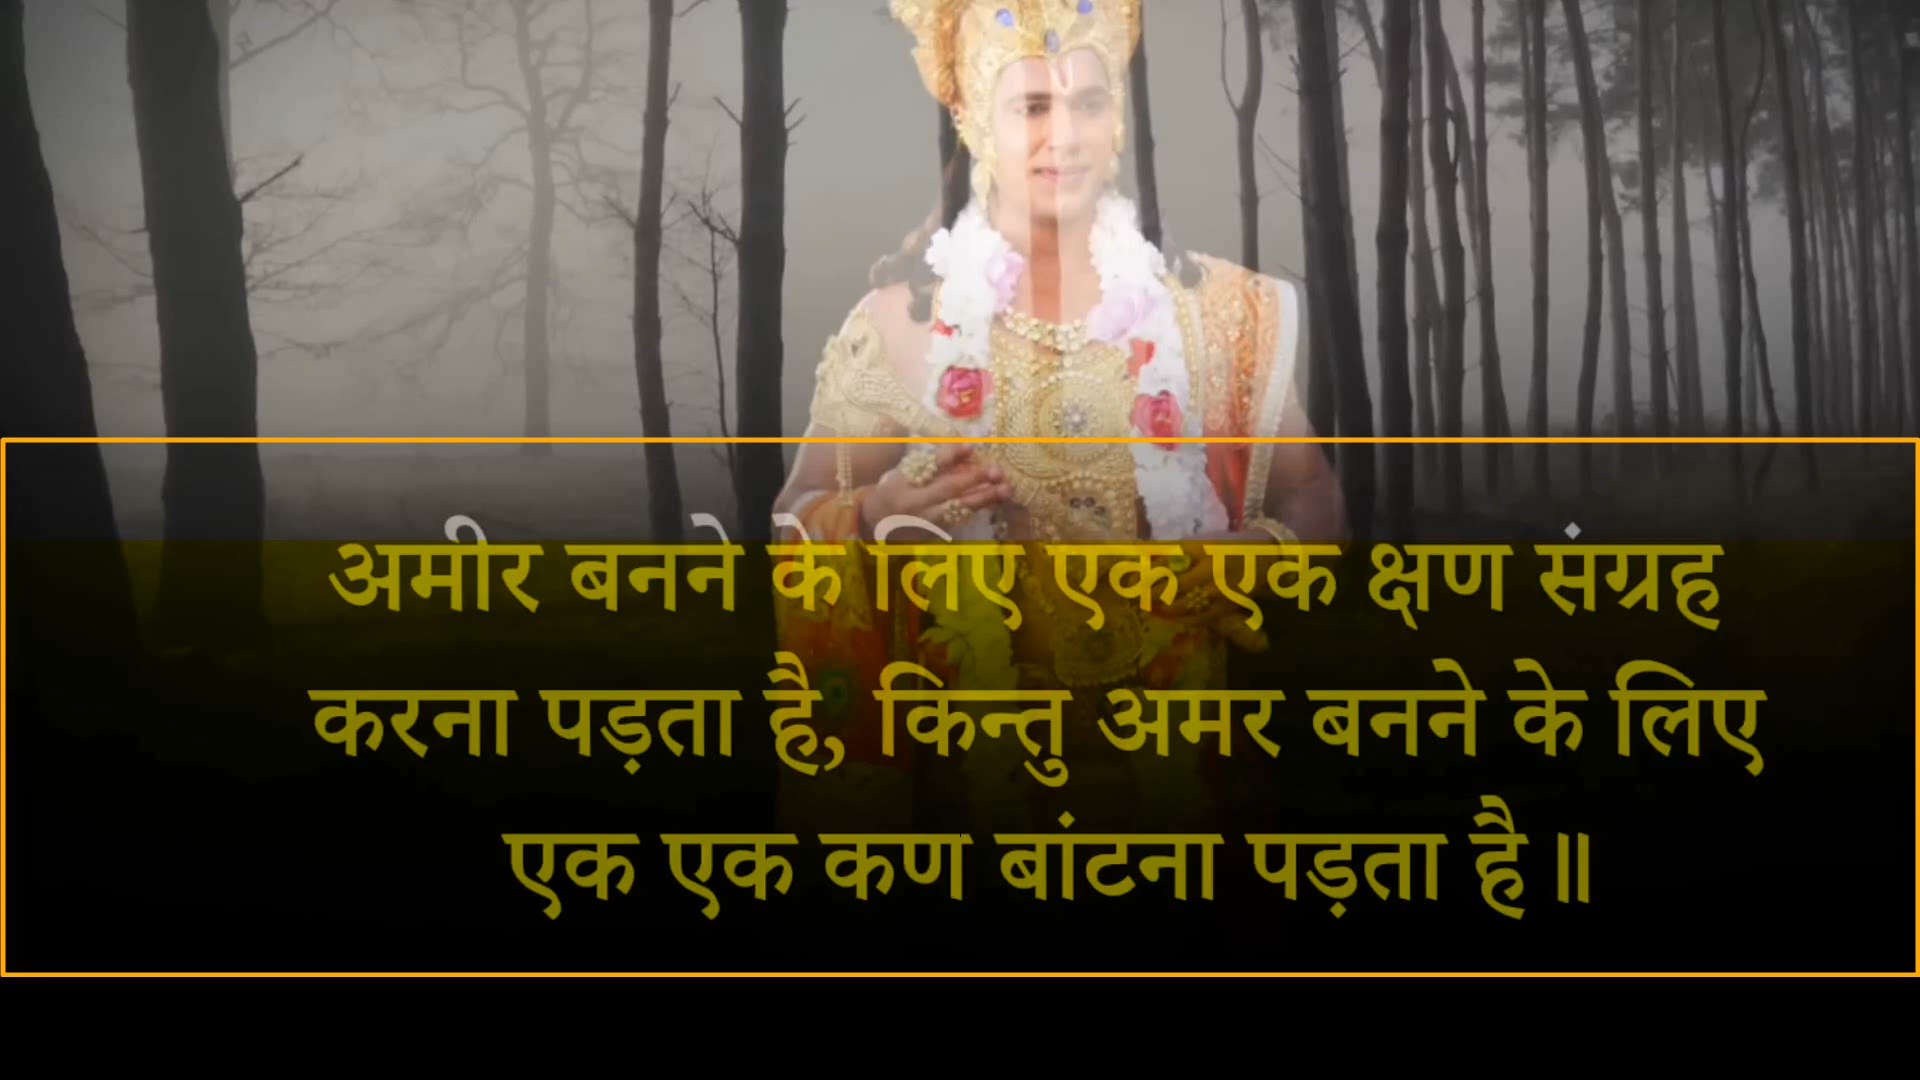 अमीर बनने के लिए एक एक क्षण संग्रह
करना पड़ता है, किन्तु अमर बनने के लिए
एक एक कण बांटना पड़ता है॥